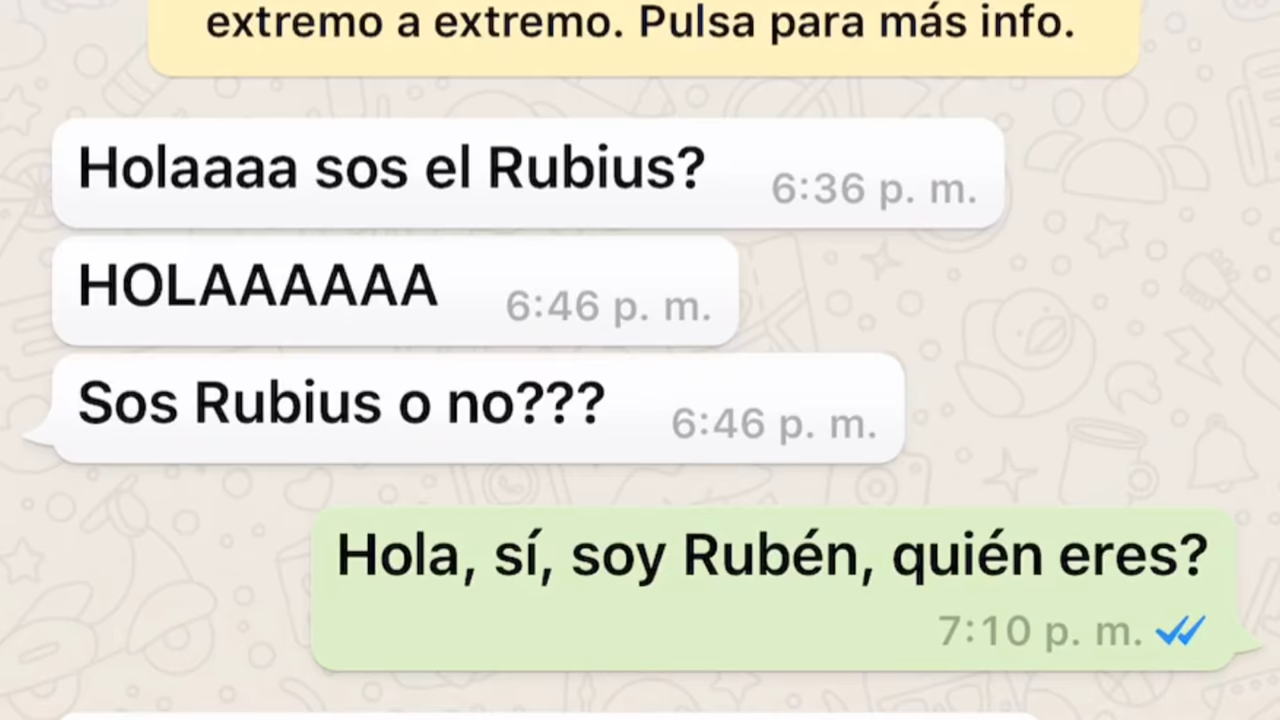 extremo a extremo. Pulsa para más info.
Holaaaa sos el Rubius? 6:36 p. m.
HOLAAAAAA 6:46 p. m.
Sos Rubius o no??? 6:46 p. m.
Hola, sí, soy Rubén, quién eres?
7:10 p. m.